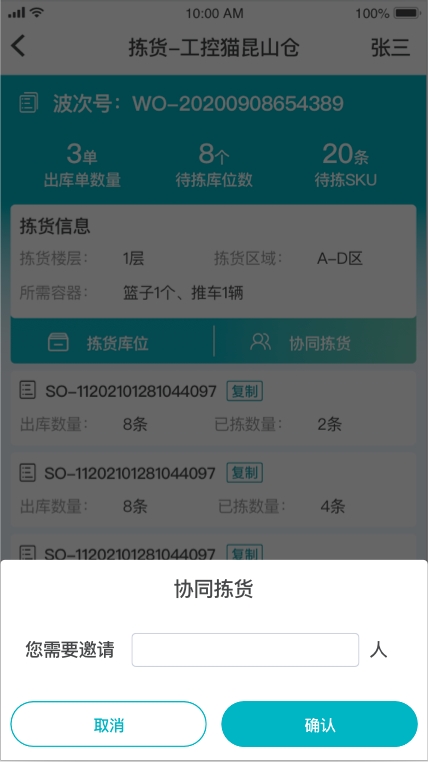 10:00 AM 100%
拣货-工控猫昆山仓 张三
波次号：WO-20200908654389
3单 8个 20条
出库单数量 待拣库位数 待拣SKU
拣货信息
拣货楼层： 1层 拣货区域： A-D区
所需容器： 篮子1个、推车1辆
拣货库位 协同拣货
SO-11202101281044097 复制
出库数量： 8条 已拣数量： 2条
SO-11202101281044097 复制
出库数量： 8条 已拣数量： 4条
SO-11202101281044097 复制
协同拣货
您需要邀请 人
取消 确认